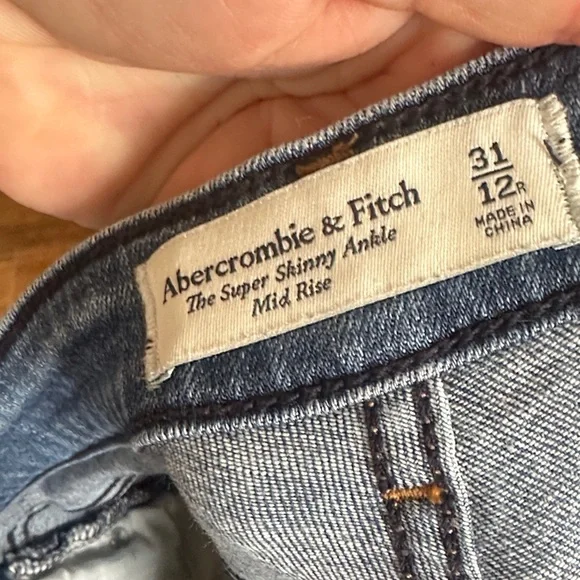 Abercrombie & Fitch
The Super Skinny Ankle
Mid Rise
31
12R
MADE IN
CHINA